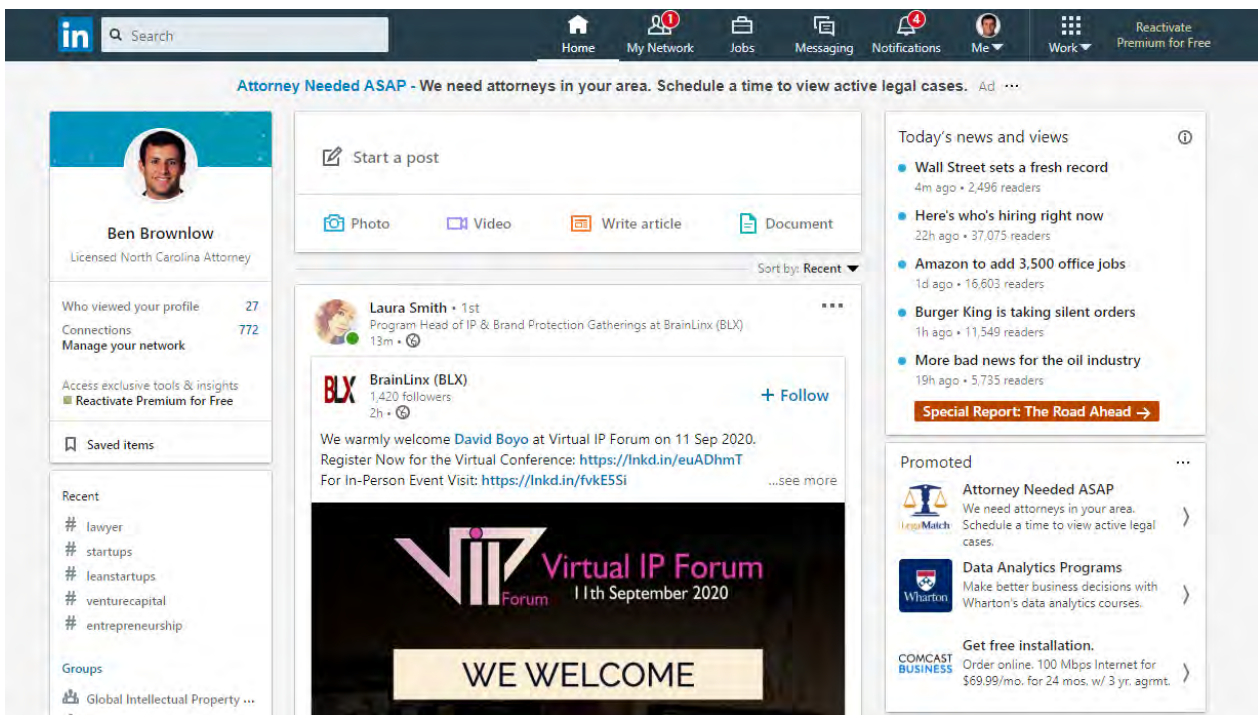 in
Search
Home
1
My Network
Jobs
Messaging
4
Notifications
Me
Work
Reactivate
Premium for Free
Attorney Needed ASAP - We need attorneys in your area. Schedule a time to view active legal cases. Ad ···
Ben Brownlow
Licensed North Carolina Attorney
Who viewed your profile 27
Connections 772
Manage your network
Access exclusive tools & insights
Reactivate Premium for Free
Saved items
Recent
# lawyer
# startups
# leanstartups
# venturecapital
# entrepreneurship
Groups
Global Intellectual Property ...
Start a post
Photo
Video
Write article
Document
Sort by: Recent
Laura Smith • 1st
Program Head of IP & Brand Protection Gatherings at BrainLinx (BLX)
13m •
BLX
BrainLinx (BLX)
1,420 followers
2h •
+ Follow
We warmly welcome David Boyo at Virtual IP Forum on 11 Sep 2020.
Register Now for the Virtual Conference: https://lnkd.in/euADhmT
For In-Person Event Visit: https://lnkd.in/fvkE5Si
...see more
VIP
Forum
Virtual IP Forum
11th September 2020
WE WELCOME
Today's news and views
Wall Street sets a fresh record
4m ago • 2,496 readers
Here's who's hiring right now
22h ago • 37,075 readers
Amazon to add 3,500 office jobs
1d ago • 16,603 readers
Burger King is taking silent orders
1h ago • 11,549 readers
More bad news for the oil industry
19h ago • 5,735 readers
Special Report: The Road Ahead →
Promoted
LegalMatch
Attorney Needed ASAP
We need attorneys in your area.
Schedule a time to view active legal
cases.
Wharton
Data Analytics Programs
Make better business decisions with
Wharton's data analytics courses.
COMCAST
BUSINESS
Get free installation.
Order online. 100 Mbps Internet for
$69.99/mo. for 24 mos. w/ 3 yr. agrmt.